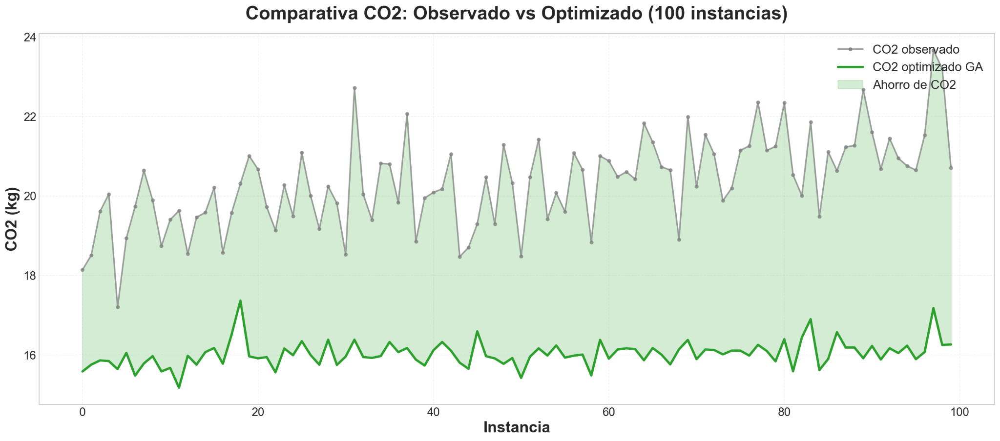 Comparativa CO2: Observado vs Optimizado (100 instancias)
24
22
20
18
16
CO2 (kg)
CO2 observado
CO2 optimizado GA
Ahorro de CO2
0 20 40 60 80 100
Instancia